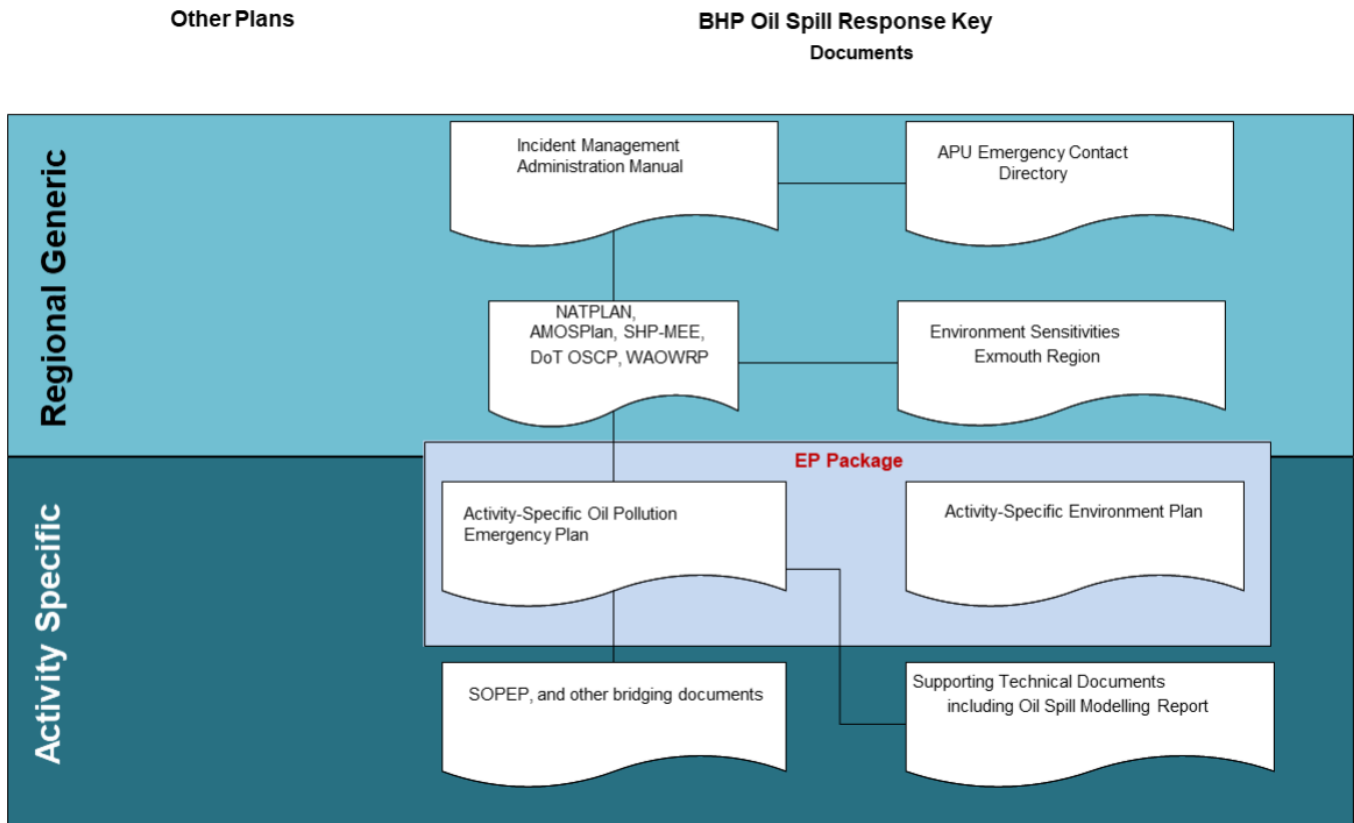 Other Plans
BHP Oil Spill Response Key
Documents
Regional Generic
Incident Management
Administration Manual
APU Emergency Contact
Directory
NATPLAN,
AMOSPlan, SHP-MEE,
DoT OSCP, WAOWRP
Environment Sensitivities
Exmouth Region
EP Package
Activity Specific
Activity-Specific Oil Pollution
Emergency Plan
Activity-Specific Environment Plan
SOPEP, and other bridging documents
Supporting Technical Documents
including Oil Spill Modelling Report